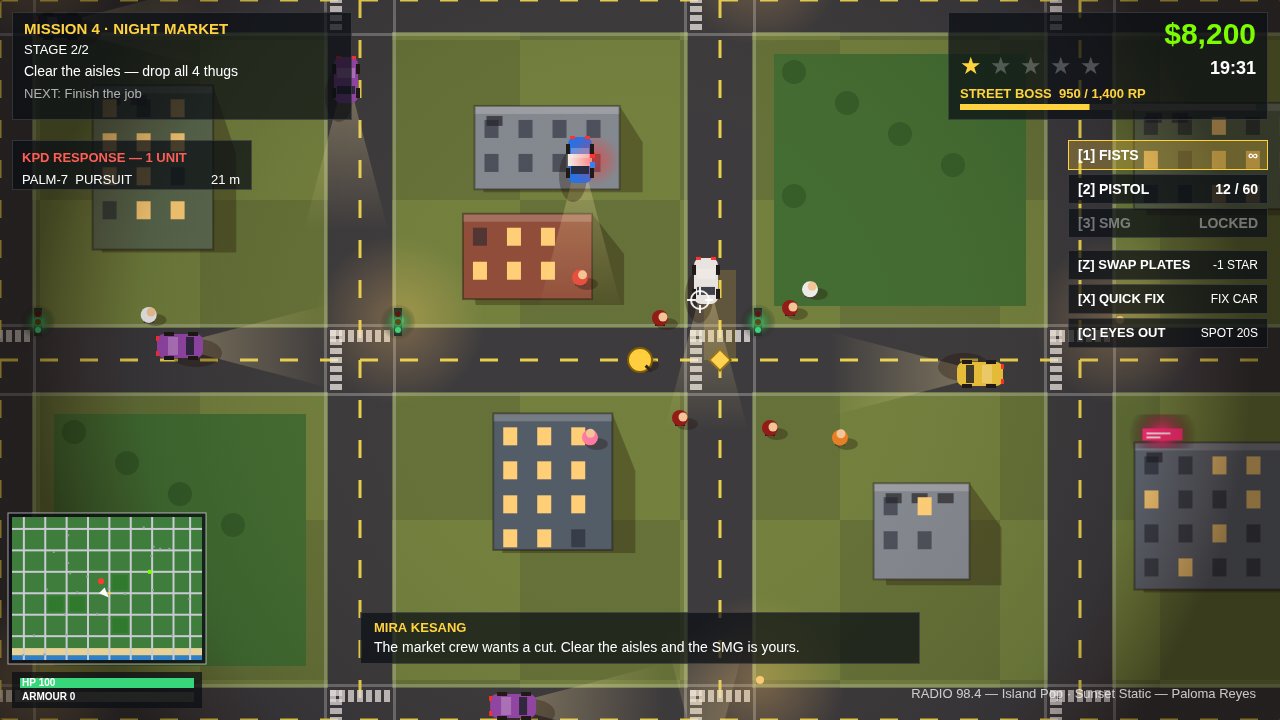 MISSION 4 · NIGHT MARKET
STAGE 2/2
Clear the aisles — drop all 4 thugs
NEXT: Finish the job
KPD RESPONSE — 1 UNIT
PALM-7 PURSUIT 21 m
$8,200
19:31
STREET BOSS 950 / 1,400 RP
[1] FISTS ∞
[2] PISTOL 12 / 60
[3] SMG LOCKED
[Z] SWAP PLATES -1 STAR
[X] QUICK FIX FIX CAR
[C] EYES OUT SPOT 20S
MIRA KESANG
The market crew wants a cut. Clear the aisles and the SMG is yours.
HP 100
ARMOUR 0
RADIO 98.4 — Island Pop · Sunset Static — Paloma Reyes